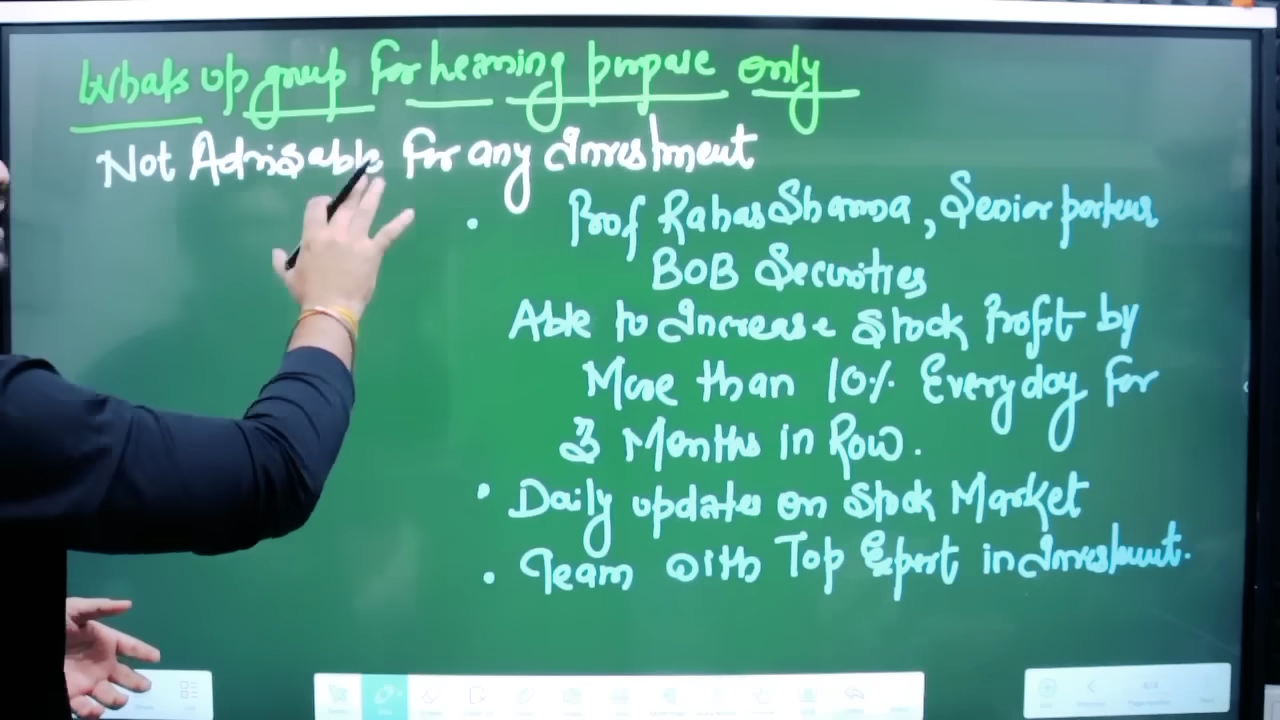 Whats up group for learning purpose only
Not Advisable for any Investment
Prof Rahas Sharma, Senior
BOB Securities
Able to Increase Stock Profit by
More than 10% Everyday for
3 Months in Row.
Daily updates on Stock Market
Team with Top Expert in Investment.